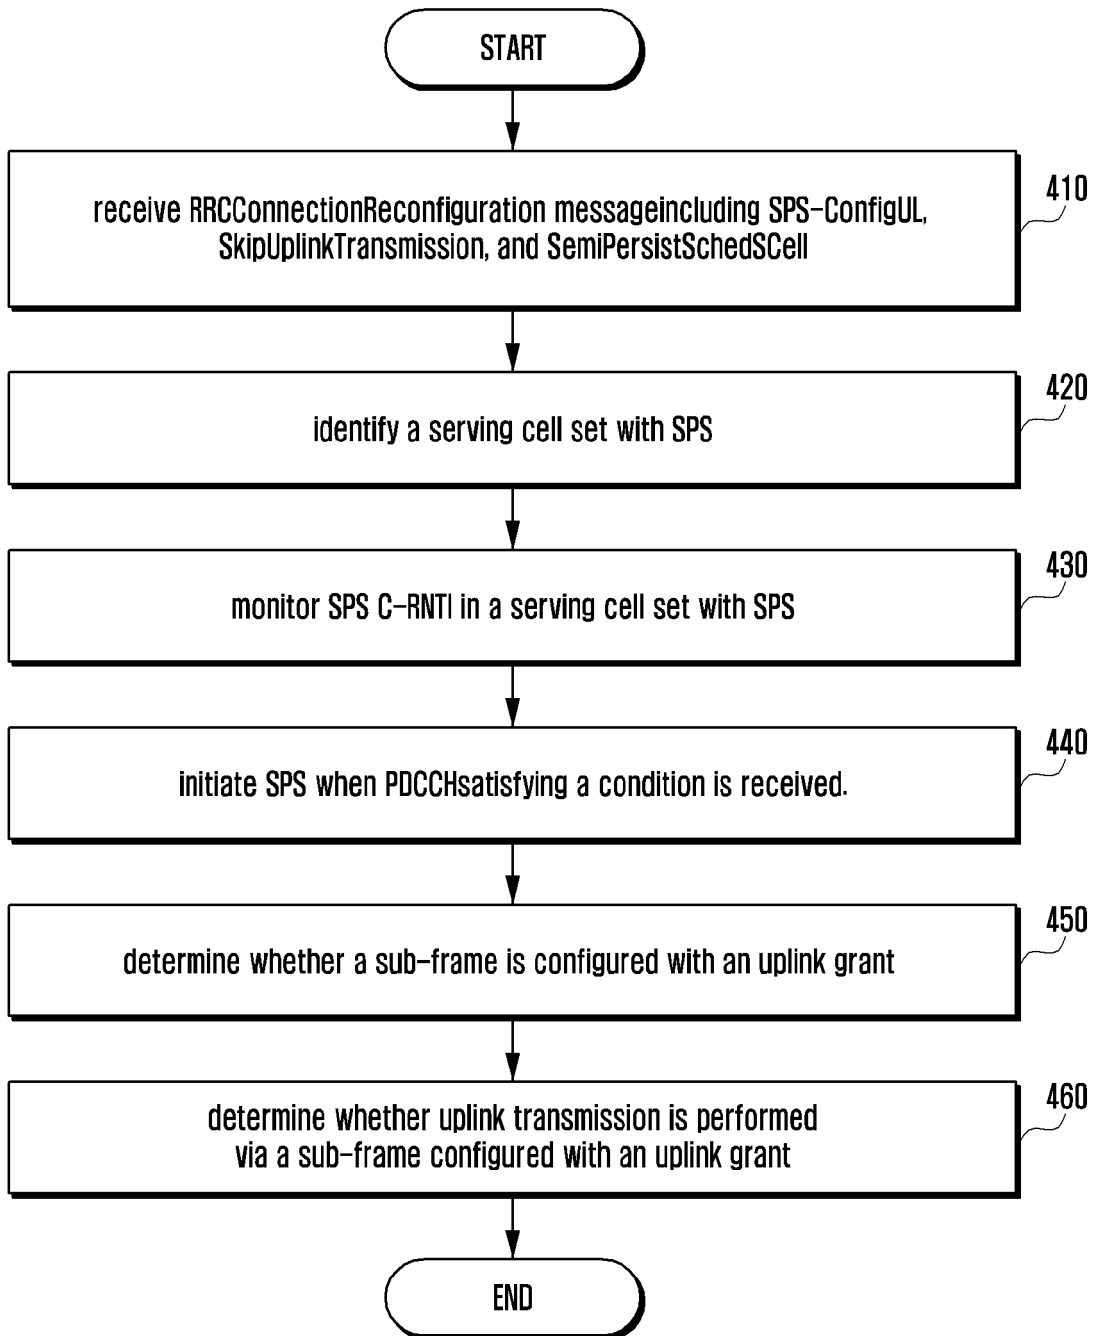 START
receive RRCConnectionReconfiguration messageincluding SPS-ConfigUL,
SkipUplinkTransmission, and SemiPersistSchedSCell
410
identify a serving cell set with SPS
420
monitor SPS C-RNTI in a serving cell set with SPS
430
initiate SPS when PDCCHsatisfying a condition is received.
440
determine whether a sub-frame is configured with an uplink grant
450
determine whether uplink transmission is performed
via a sub-frame configured with an uplink grant
460
END